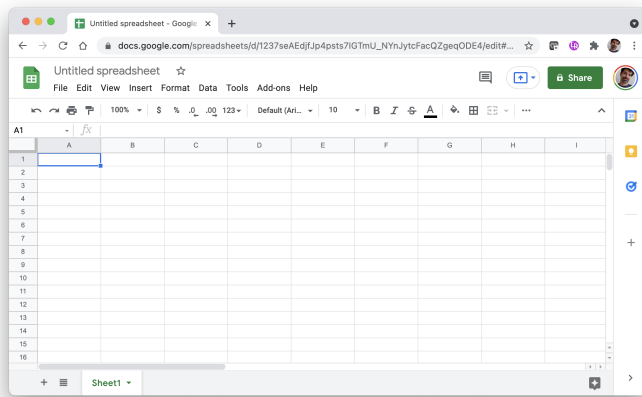 Untitled spreadsheet - Google
docs.google.com/spreadsheets/d/1237seAEdjfJp4psts7IGTmU_NYnJytcFacQZgeqODE4/edit#...
Untitled spreadsheet
File Edit View Insert Format Data Tools Add-ons Help
Share
100% $ % .0 .00 123 Default (Ari... 10 B I S A ...
A1 fx
A B C D E F G H I
1
2
3
4
5
6
7
8
9
10
11
12
13
14
15
16
Sheet1